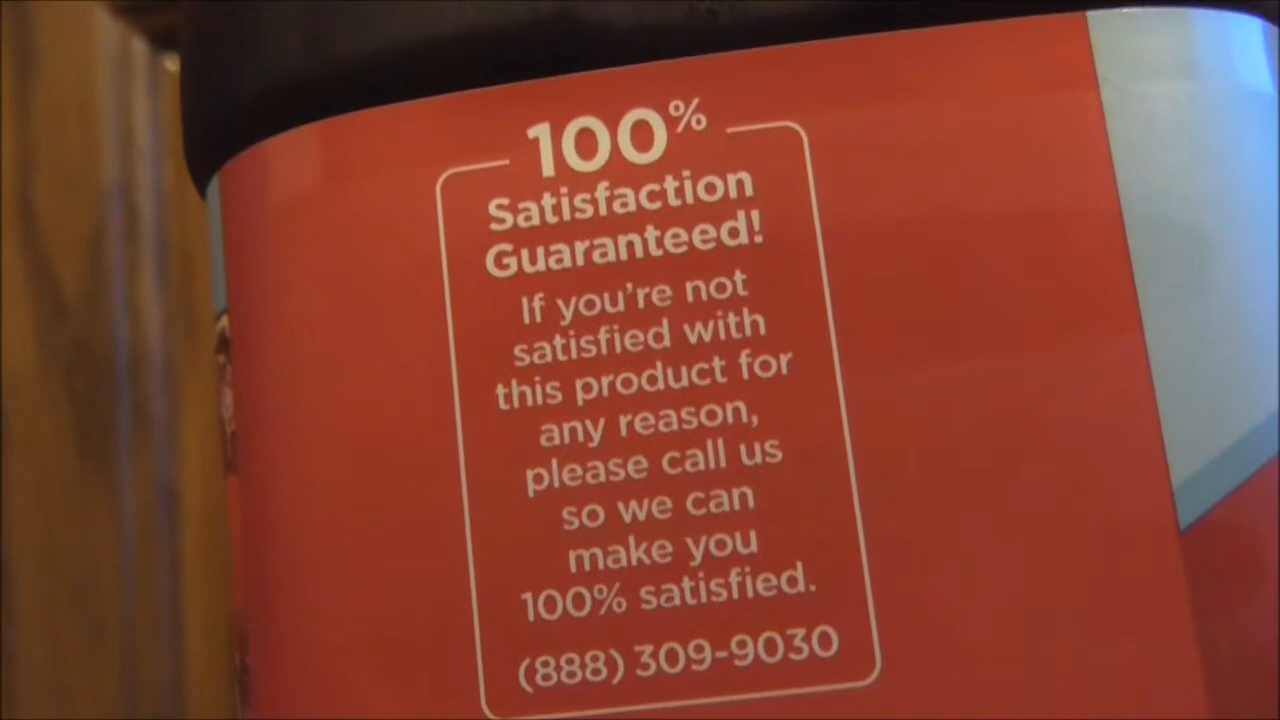 100%
Satisfaction
Guaranteed!
If you're not
satisfied with
this product for
any reason,
please call us
so we can
make you
100% satisfied.
(888) 309-9030